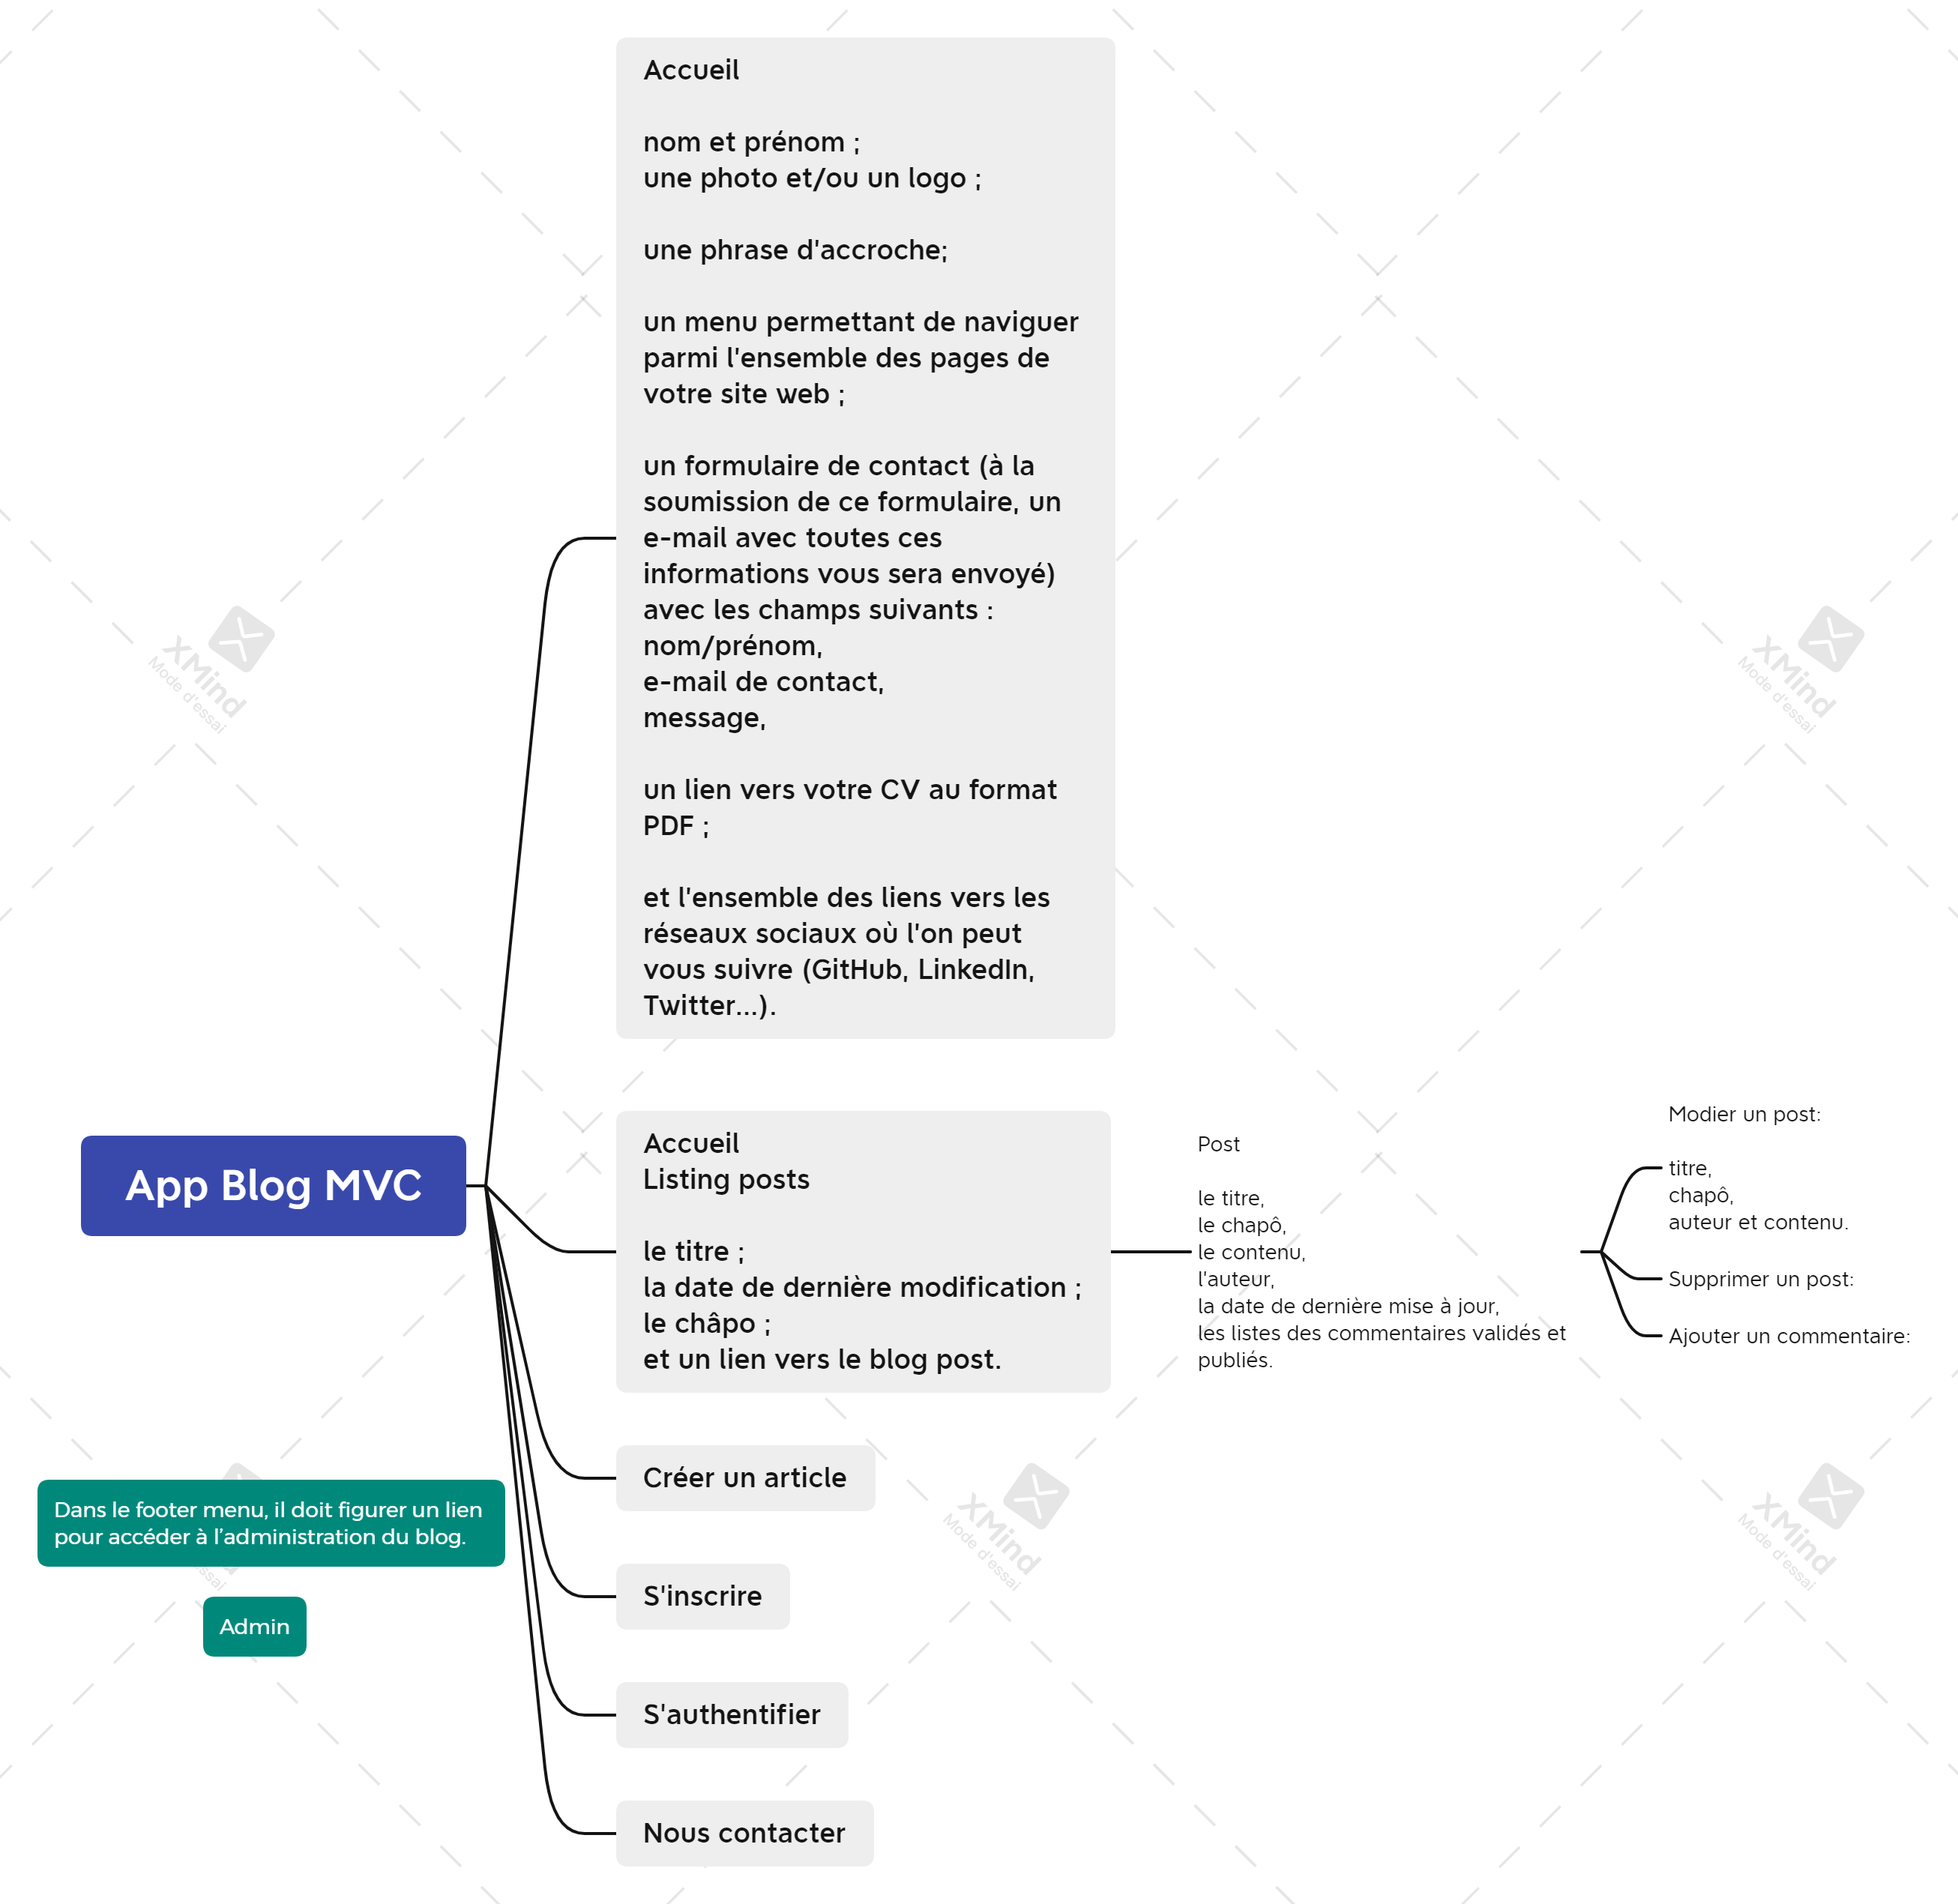 Accueil
nom et prénom ;
une photo et/ou un logo ;
une phrase d'accroche;
un menu permettant de naviguer
parmi l'ensemble des pages de
votre site web ;
un formulaire de contact (à la
soumission de ce formulaire, un
e-mail avec toutes ces
informations vous sera envoyé)
avec les champs suivants :
nom/prénom,
e-mail de contact,
message,
un lien vers votre CV au format
PDF ;
et l'ensemble des liens vers les
réseaux sociaux où l'on peut
vous suivre (GitHub, LinkedIn,
Twitter...).
App Blog MVC
Accueil
Listing posts
le titre ;
la date de dernière modification ;
le châpo ;
et un lien vers le blog post.
Post
le titre,
le chapô,
le contenu,
l'auteur,
la date de dernière mise à jour,
les listes des commentaires validés et
publiés.
Modier un post:
titre,
chapô,
auteur et contenu.
Supprimer un post:
Ajouter un commentaire:
Créer un article
S'inscrire
S'authentifier
Nous contacter
Dans le footer menu, il doit figurer un lien
pour accéder à l’administration du blog.
Admin
XMind
Mode d'essai
XMind
Mode d'essai
XMind
Mode d'essai
XMind
Mode d'essai
essai